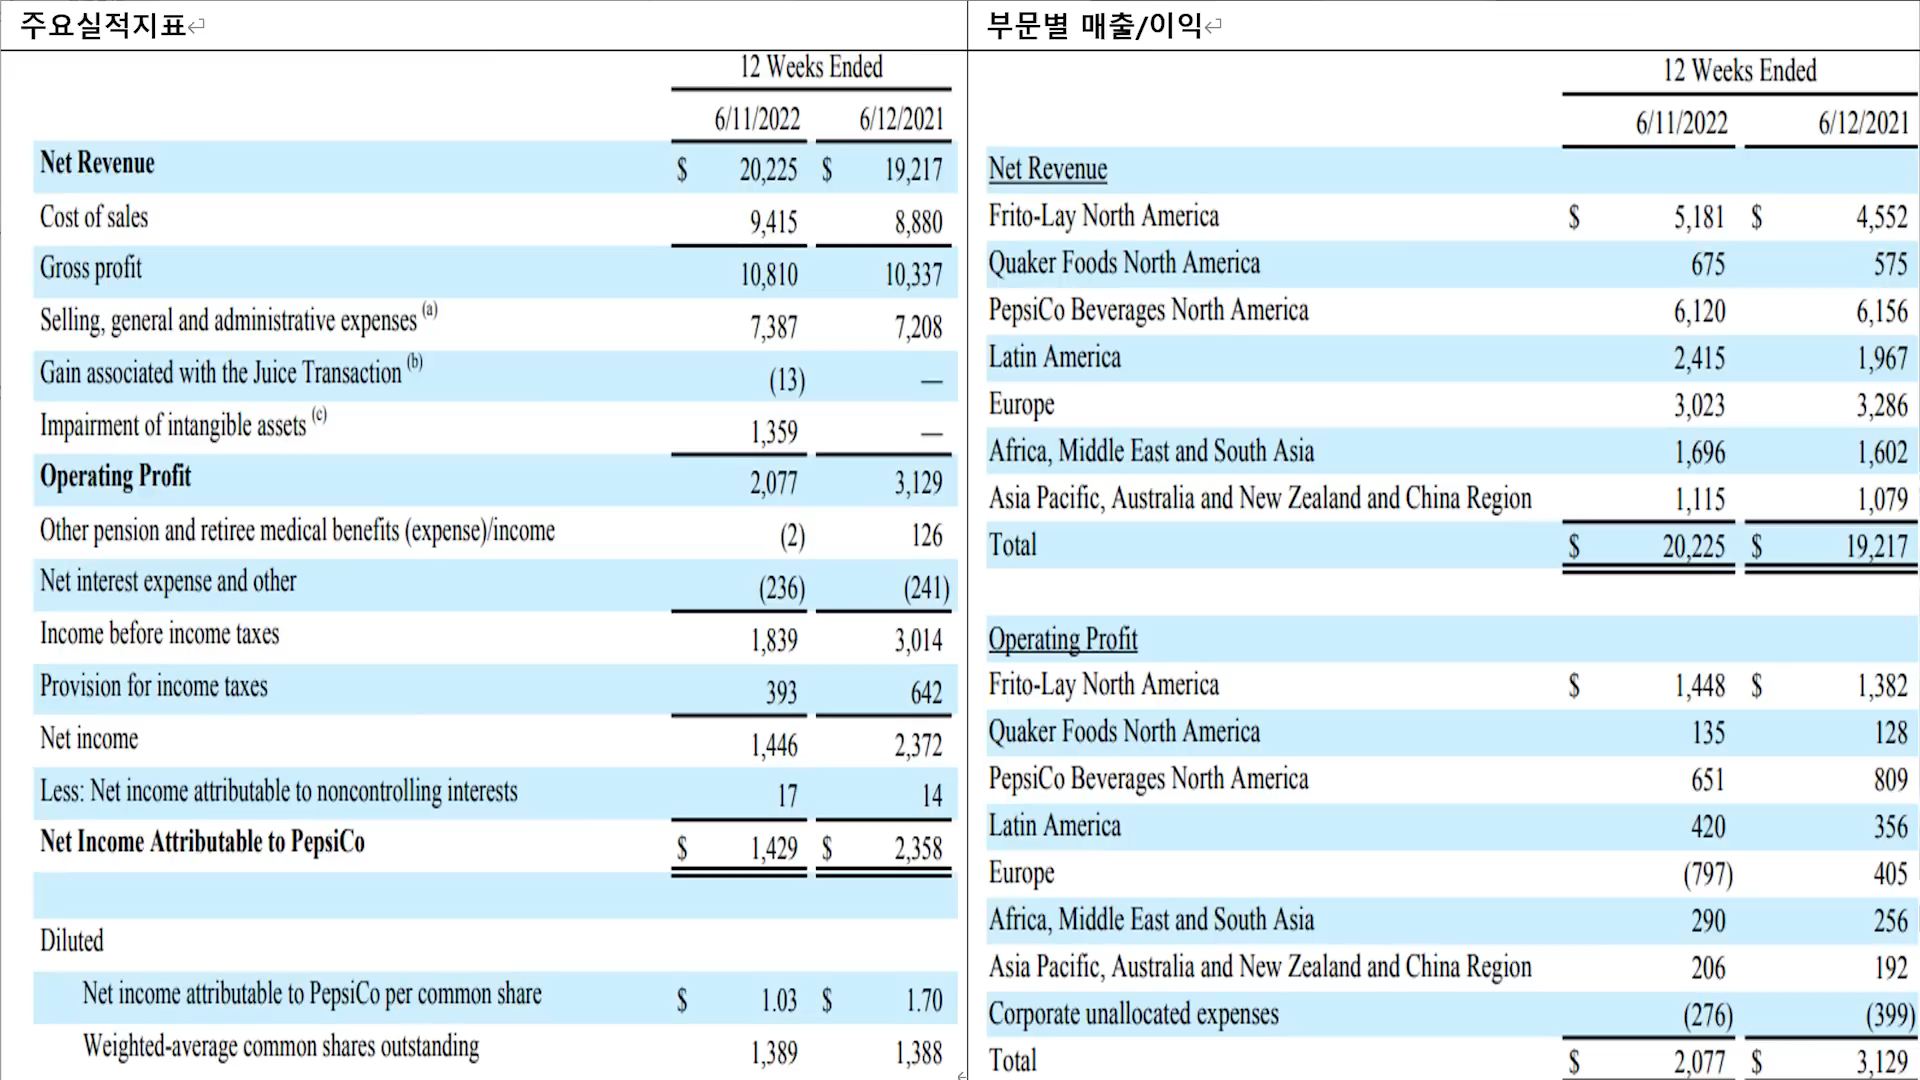 주요실적지표
12 Weeks Ended
6/11/2022 6/12/2021
Net Revenue $ 20,225 $ 19,217
Cost of sales 9,415 8,880
Gross profit 10,810 10,337
Selling, general and administrative expenses (a) 7,387 7,208
Gain associated with the Juice Transaction (b) (13) —
Impairment of intangible assets (c) 1,359 —
Operating Profit 2,077 3,129
Other pension and retiree medical benefits (expense)/income (2) 126
Net interest expense and other (236) (241)
Income before income taxes 1,839 3,014
Provision for income taxes 393 642
Net income 1,446 2,372
Less: Net income attributable to noncontrolling interests 17 14
Net Income Attributable to PepsiCo $ 1,429 $ 2,358
Diluted
Net income attributable to PepsiCo per common share $ 1.03 $ 1.70
Weighted-average common shares outstanding 1,389 1,388
부문별 매출/이익
12 Weeks Ended
6/11/2022 6/12/2021
Net Revenue
Frito-Lay North America $ 5,181 $ 4,552
Quaker Foods North America 675 575
PepsiCo Beverages North America 6,120 6,156
Latin America 2,415 1,967
Europe 3,023 3,286
Africa, Middle East and South Asia 1,696 1,602
Asia Pacific, Australia and New Zealand and China Region 1,115 1,079
Total $ 20,225 $ 19,217
Operating Profit
Frito-Lay North America $ 1,448 $ 1,382
Quaker Foods North America 135 128
PepsiCo Beverages North America 651 809
Latin America 420 356
Europe (797) 405
Africa, Middle East and South Asia 290 256
Asia Pacific, Australia and New Zealand and China Region 206 192
Corporate unallocated expenses (276) (399)
Total $ 2,077 $ 3,129